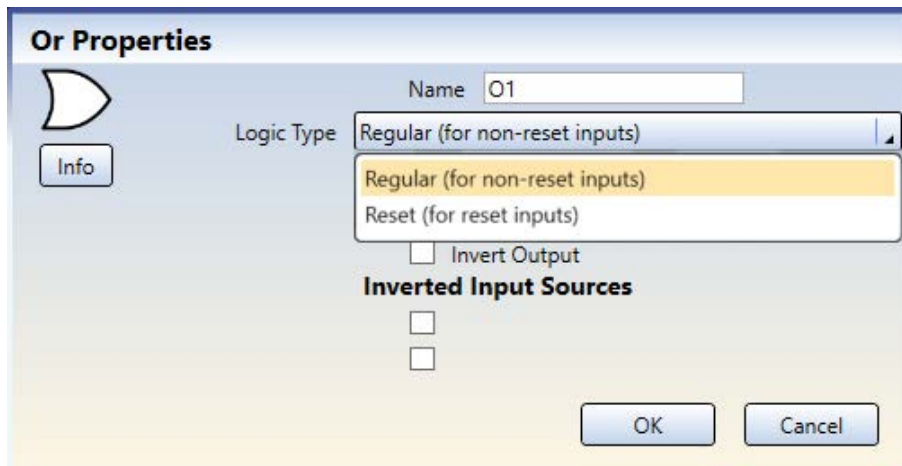 Or Properties
Name O1
Logic Type Regular (for non-reset inputs)
Info
Regular (for non-reset inputs)
Reset (for reset inputs)
Invert Output
Inverted Input Sources
OK Cancel